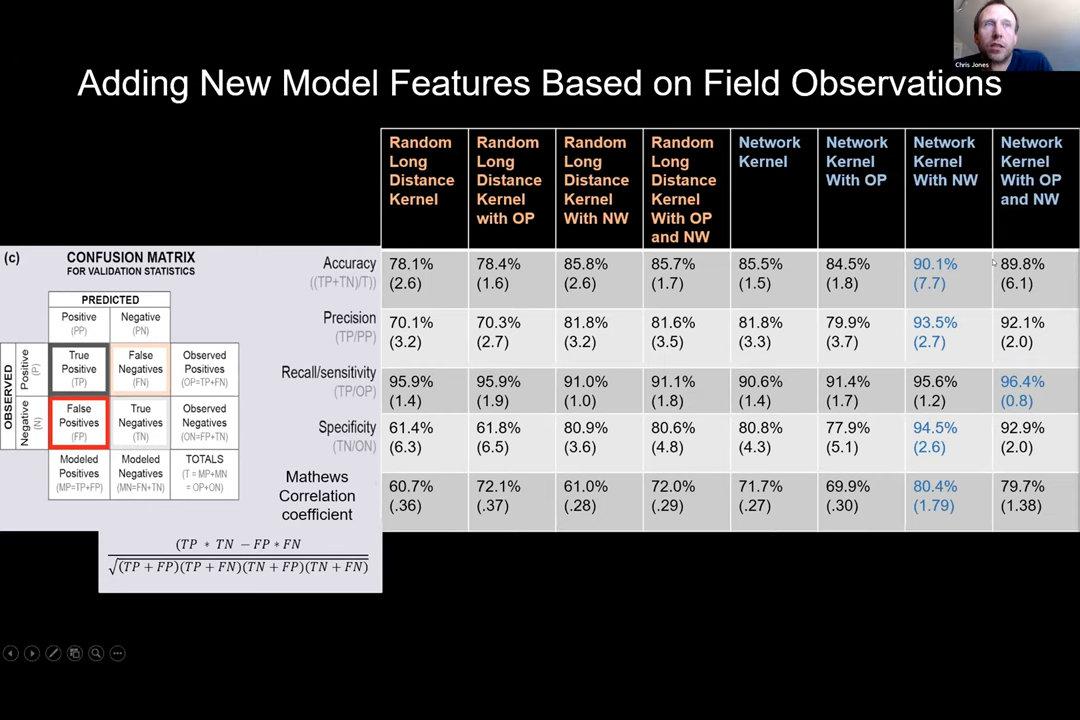 Chris Jones
Adding New Model Features Based on Field Observations
Random Long Distance Kernel
Random Long Distance Kernel with OP
Random Long Distance Kernel With NW
Random Long Distance Kernel With OP and NW
Network Kernel
Network Kernel With OP
Network Kernel With NW
Network Kernel With OP and NW
(c)
CONFUSION MATRIX
FOR VALIDATION STATISTICS
PREDICTED
Positive (PP)
Negative (PN)
OBSERVED
Positive (P)
True Positive (TP)
False Negatives (FN)
Observed Positives (OP=TP+FN)
Negative (N)
False Positives (FP)
True Negatives (TN)
Observed Negatives (ON=FP+TN)
Modeled Positives (MP=TP+FP)
Modeled Negatives (MN=FN+TN)
TOTALS (T = MP+MN = OP+ON)
Accuracy ((TP+TN)/T))
78.1% (2.6)
78.4% (1.6)
85.8% (2.6)
85.7% (1.7)
85.5% (1.5)
84.5% (1.8)
90.1% (7.7)
89.8% (6.1)
Precision (TP/PP)
70.1% (3.2)
70.3% (2.7)
81.8% (3.2)
81.6% (3.5)
81.8% (3.3)
79.9% (3.7)
93.5% (2.7)
92.1% (2.0)
Recall/sensitivity (TP/OP)
95.9% (1.4)
95.9% (1.9)
91.0% (1.0)
91.1% (1.8)
90.6% (1.4)
91.4% (1.7)
95.6% (1.2)
96.4% (0.8)
Specificity (TN/ON)
61.4% (6.3)
61.8% (6.5)
80.9% (3.6)
80.6% (4.8)
80.8% (4.3)
77.9% (5.1)
94.5% (2.6)
92.9% (2.0)
Mathews Correlation coefficient
60.7% (.36)
72.1% (.37)
61.0% (.28)
72.0% (.29)
71.7% (.27)
69.9% (.30)
80.4% (1.79)
79.7% (1.38)
(TP * TN − FP * FN
√(TP + FP)(TP + FN)(TN + FP)(TN + FN)